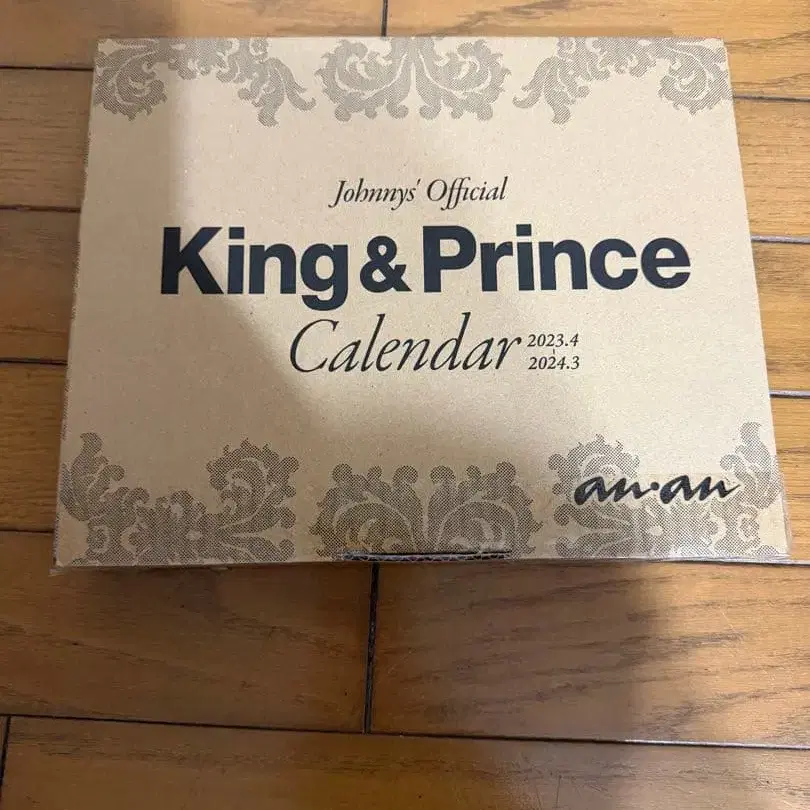 Johnnys' Official
King & Prince
Calendar 2023.4
-
2024.3
an·an